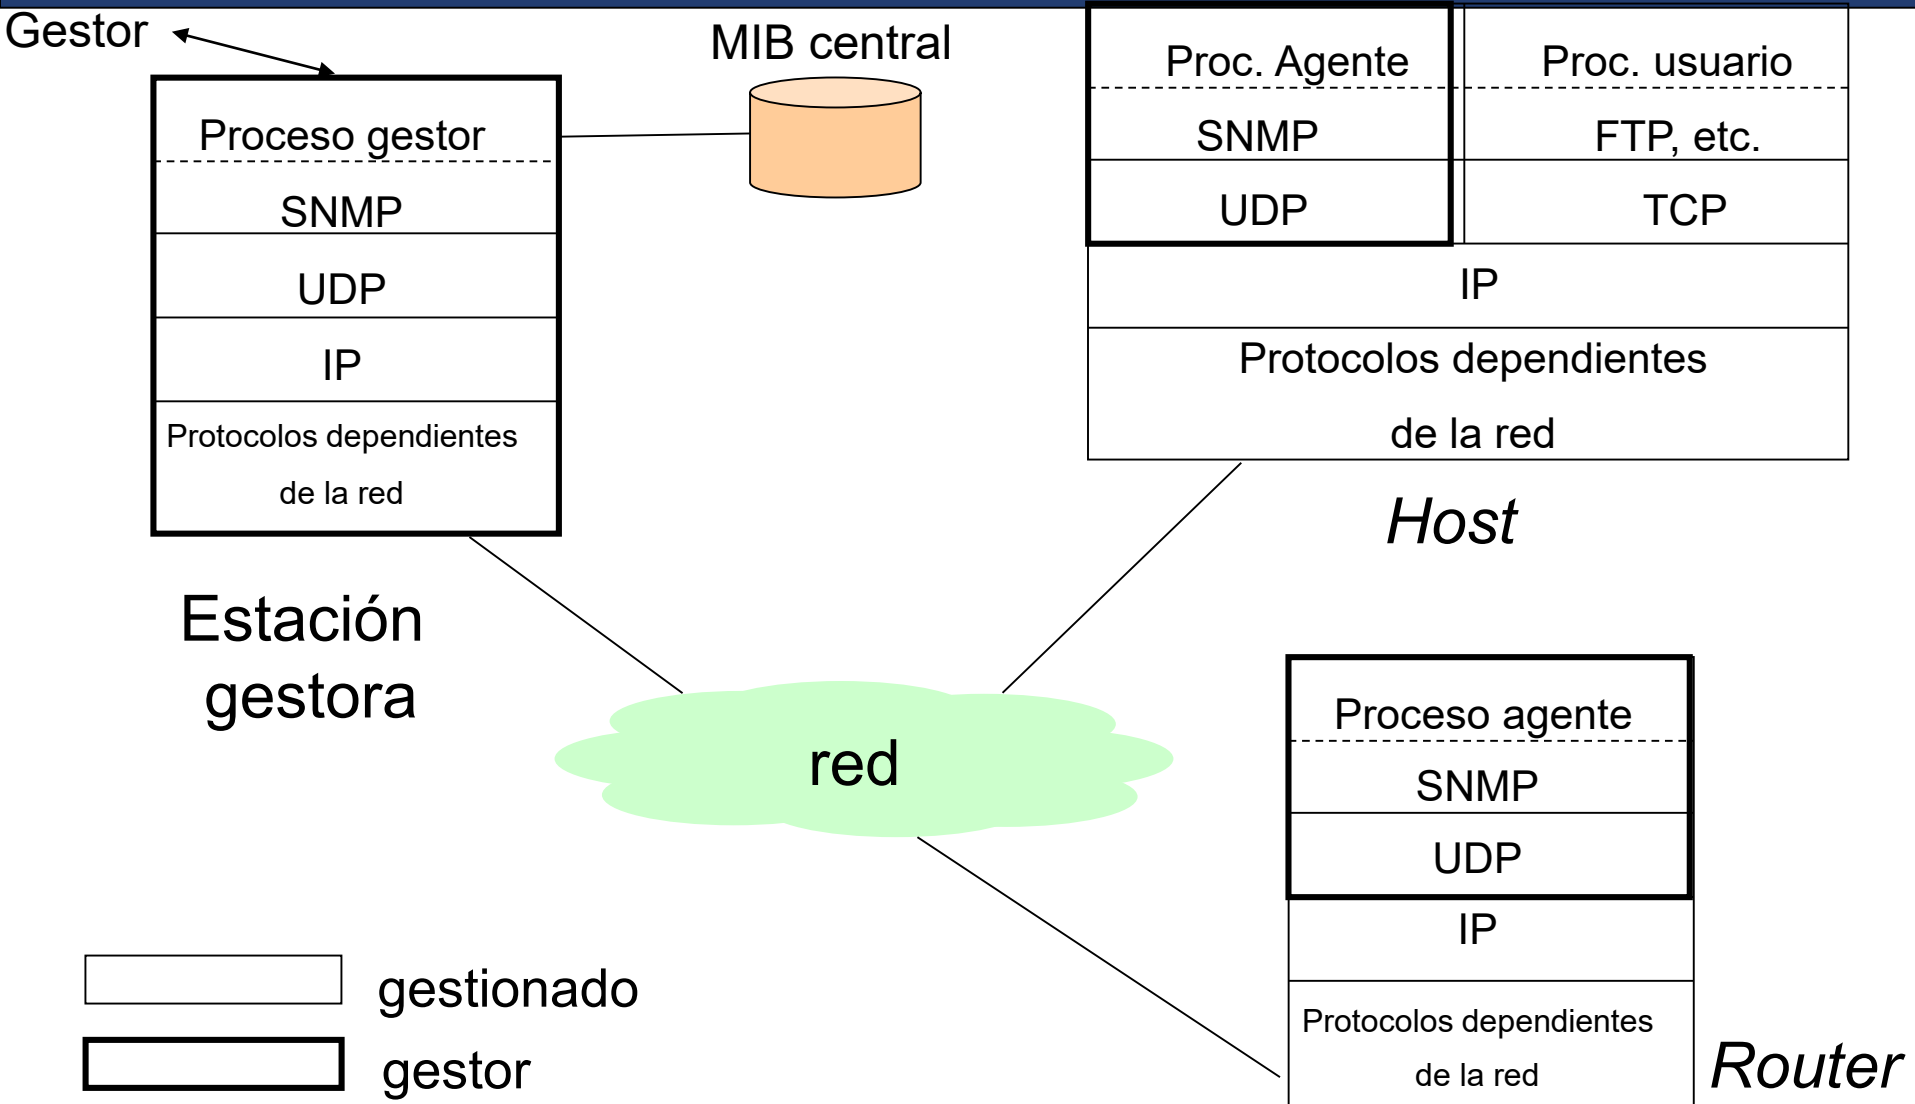 Gestor
MIB central
Proceso gestor
SNMP
UDP
IP
Protocolos dependientes
de la red
Estación
gestora
Proc. Agente
Proc. usuario
SNMP
FTP, etc.
UDP
TCP
IP
Protocolos dependientes
de la red
Host
red
Proceso agente
SNMP
UDP
IP
Protocolos dependientes
de la red
Router
gestionado
gestor